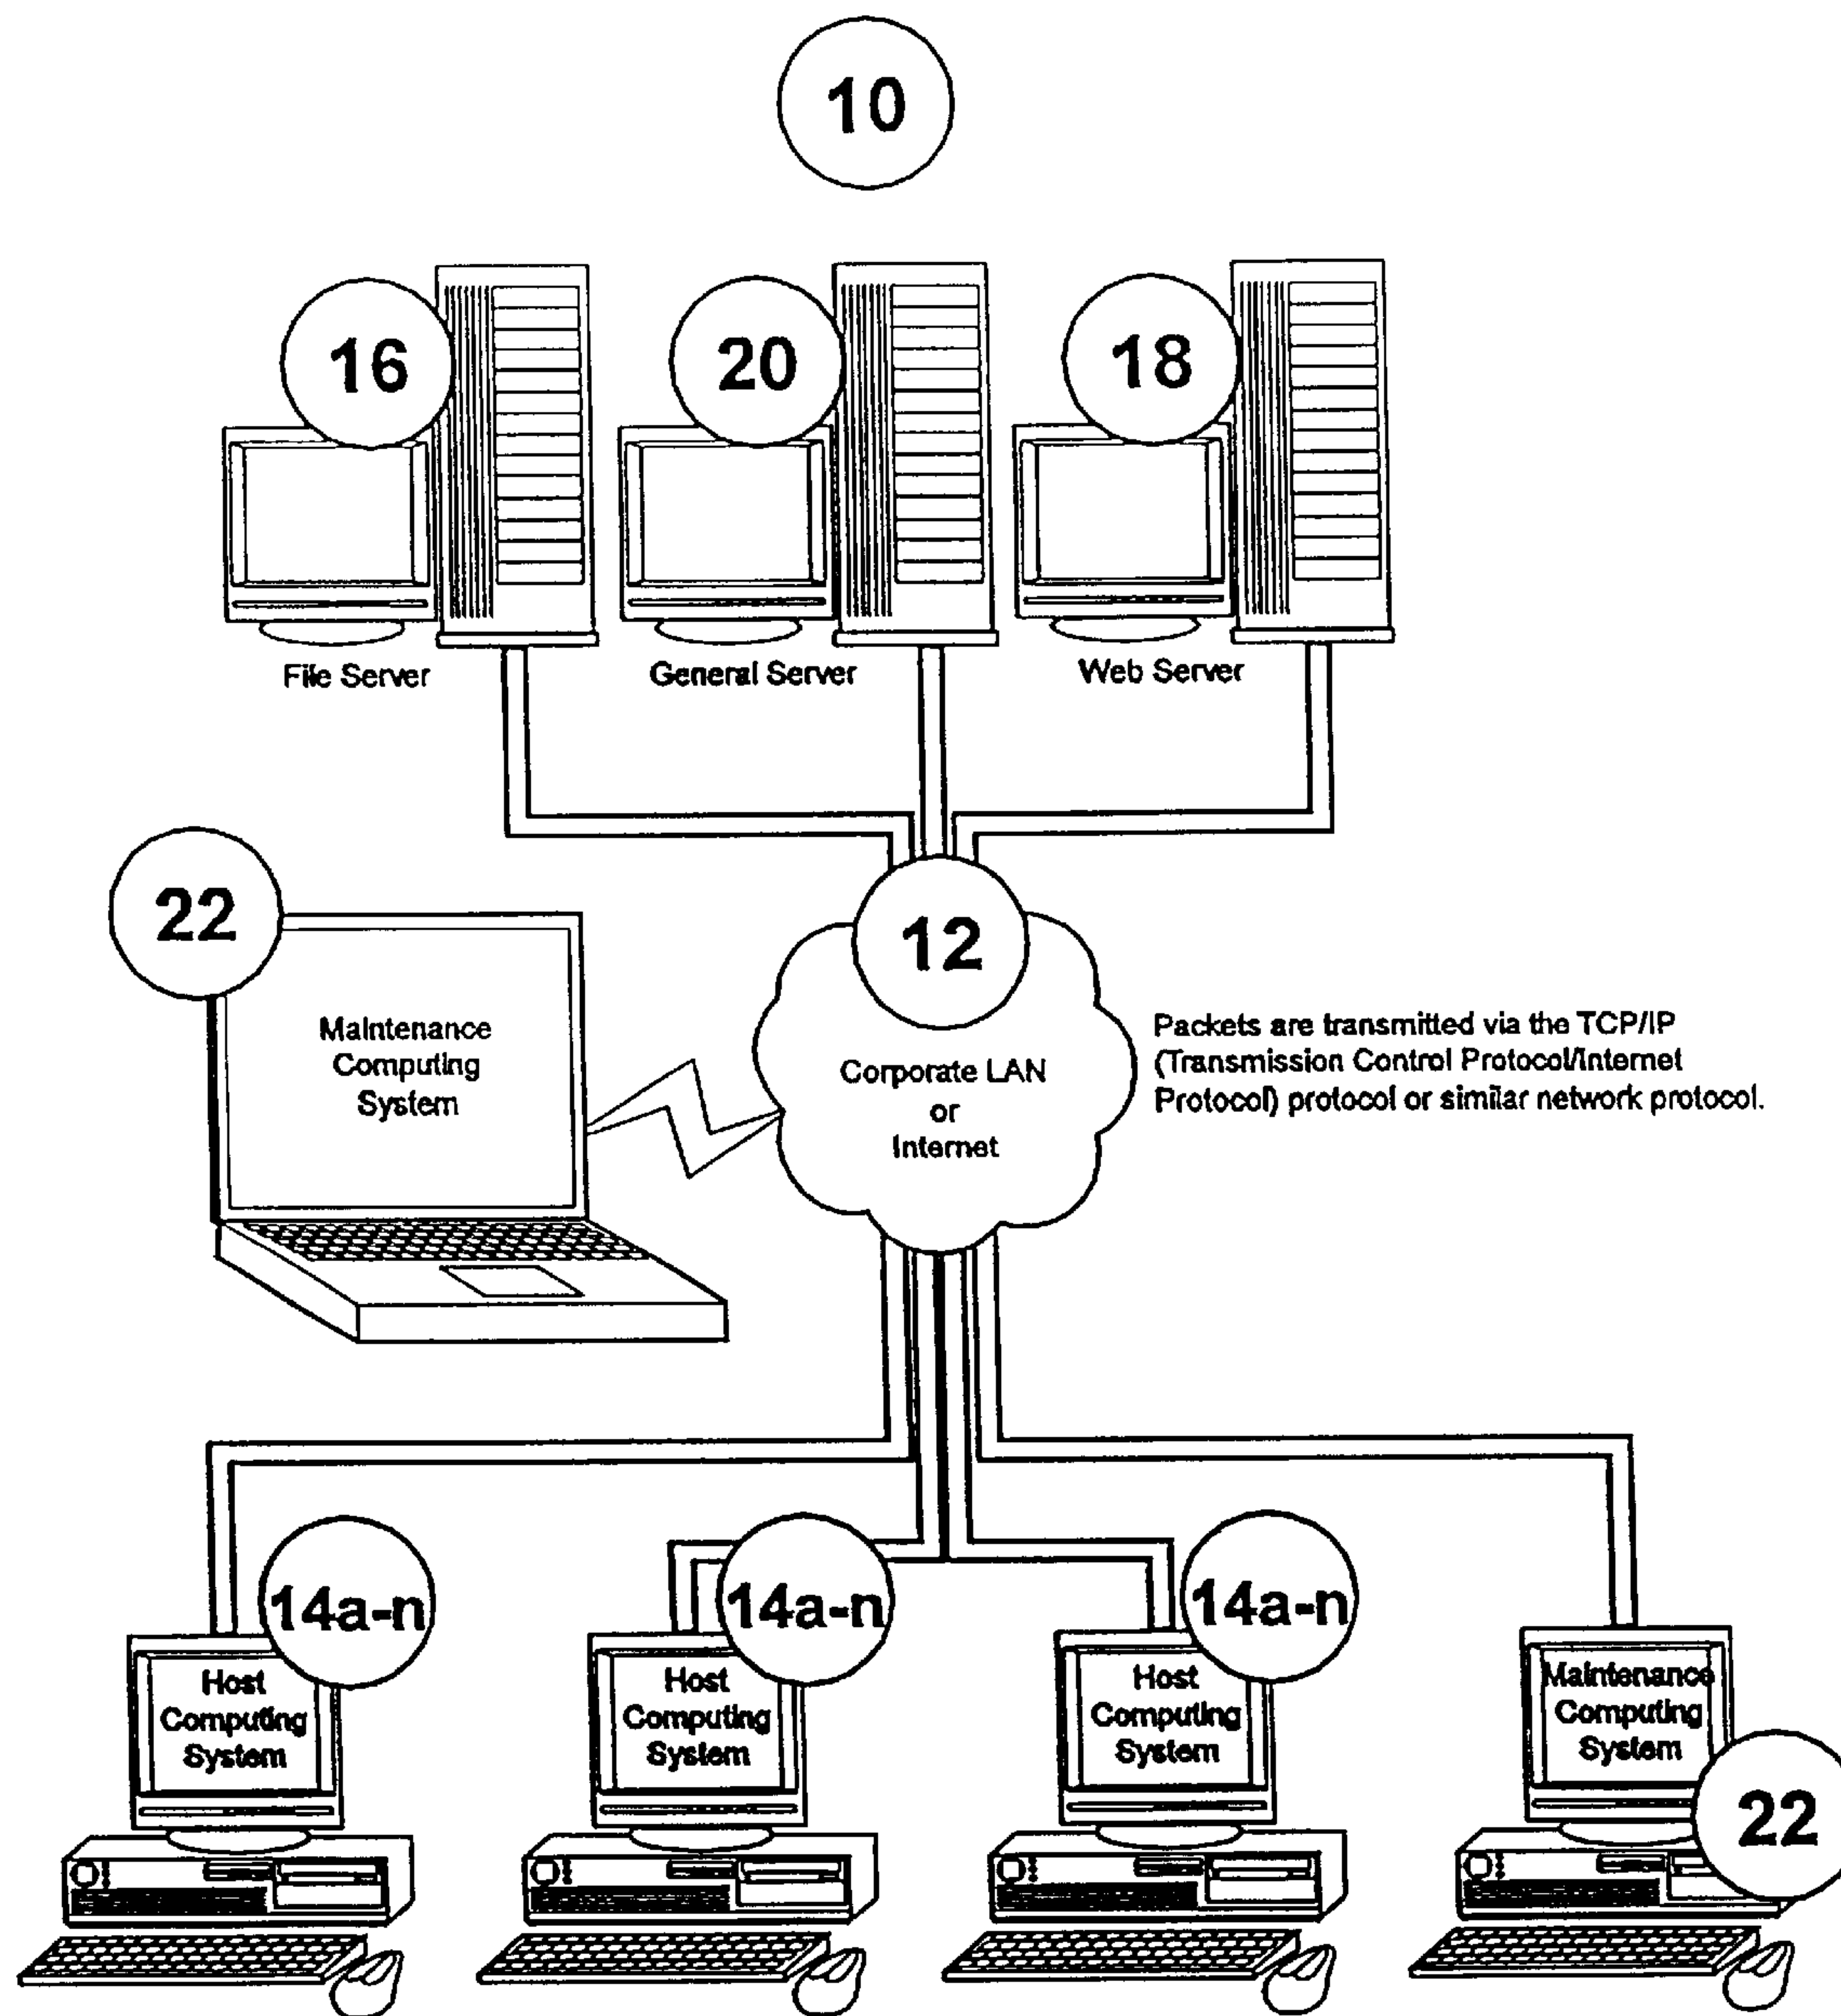 10
16
20
18
File Server
General Server
Web Server
22
12
Maintenance
Computing
System
Corporate LAN
or
Internet
Packets are transmitted via the TCP/IP
(Transmission Control Protocol/Internet
Protocol) protocol or similar network protocol.
14a-n
14a-n
14a-n
Host
Computing
System
Host
Computing
System
Host
Computing
System
Maintenance
Computing
System
22